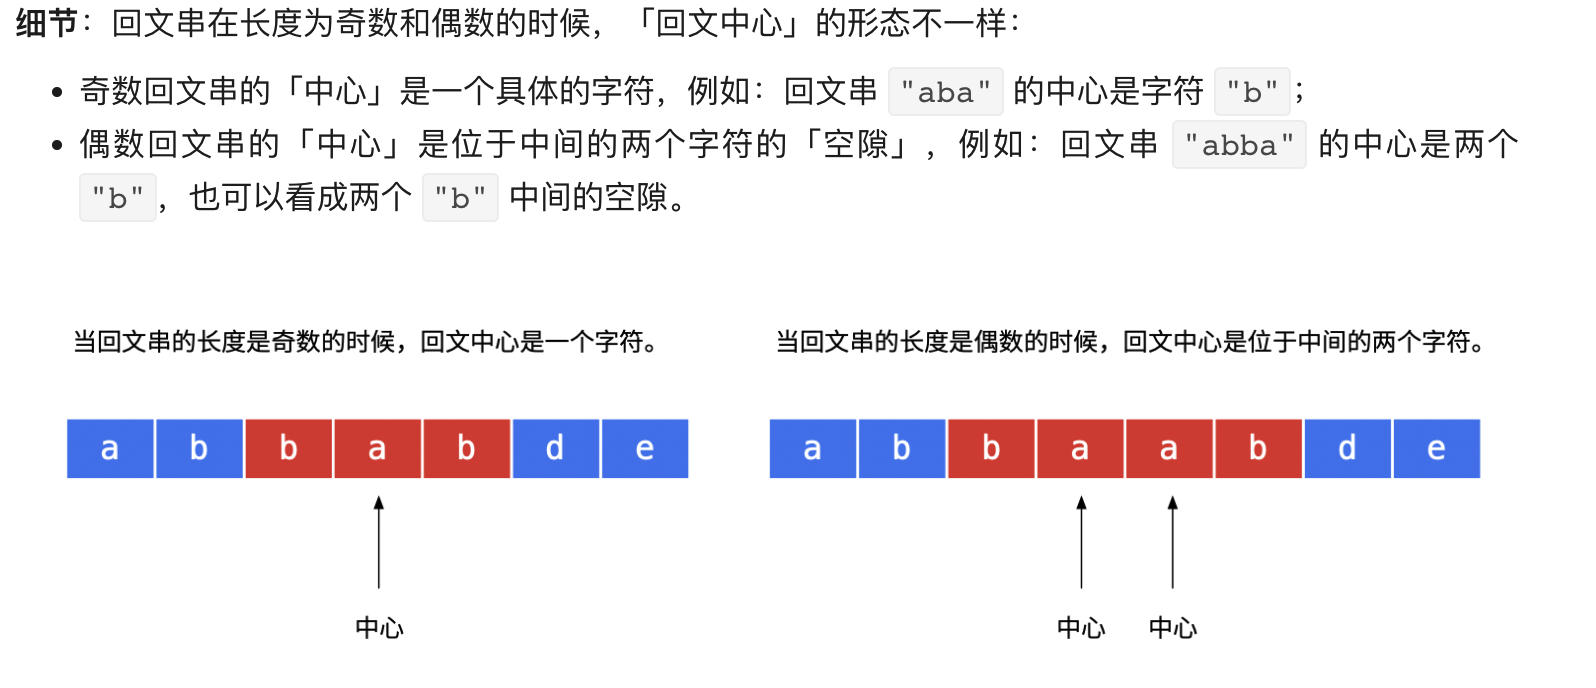 细节：回文串在长度为奇数和偶数的时候，「回文中心」的形态不一样：
奇数回文串的「中心」是一个具体的字符，例如：回文串 "aba" 的中心是字符 "b"；
偶数回文串的「中心」是位于中间的两个字符的「空隙」，例如：回文串 "abba" 的中心是两个
"b"，也可以看成两个 "b" 中间的空隙。
当回文串的长度是奇数的时候，回文中心是一个字符。
a b b a b d e
中心
当回文串的长度是偶数的时候，回文中心是位于中间的两个字符。
a b b a a b d e
中心 中心